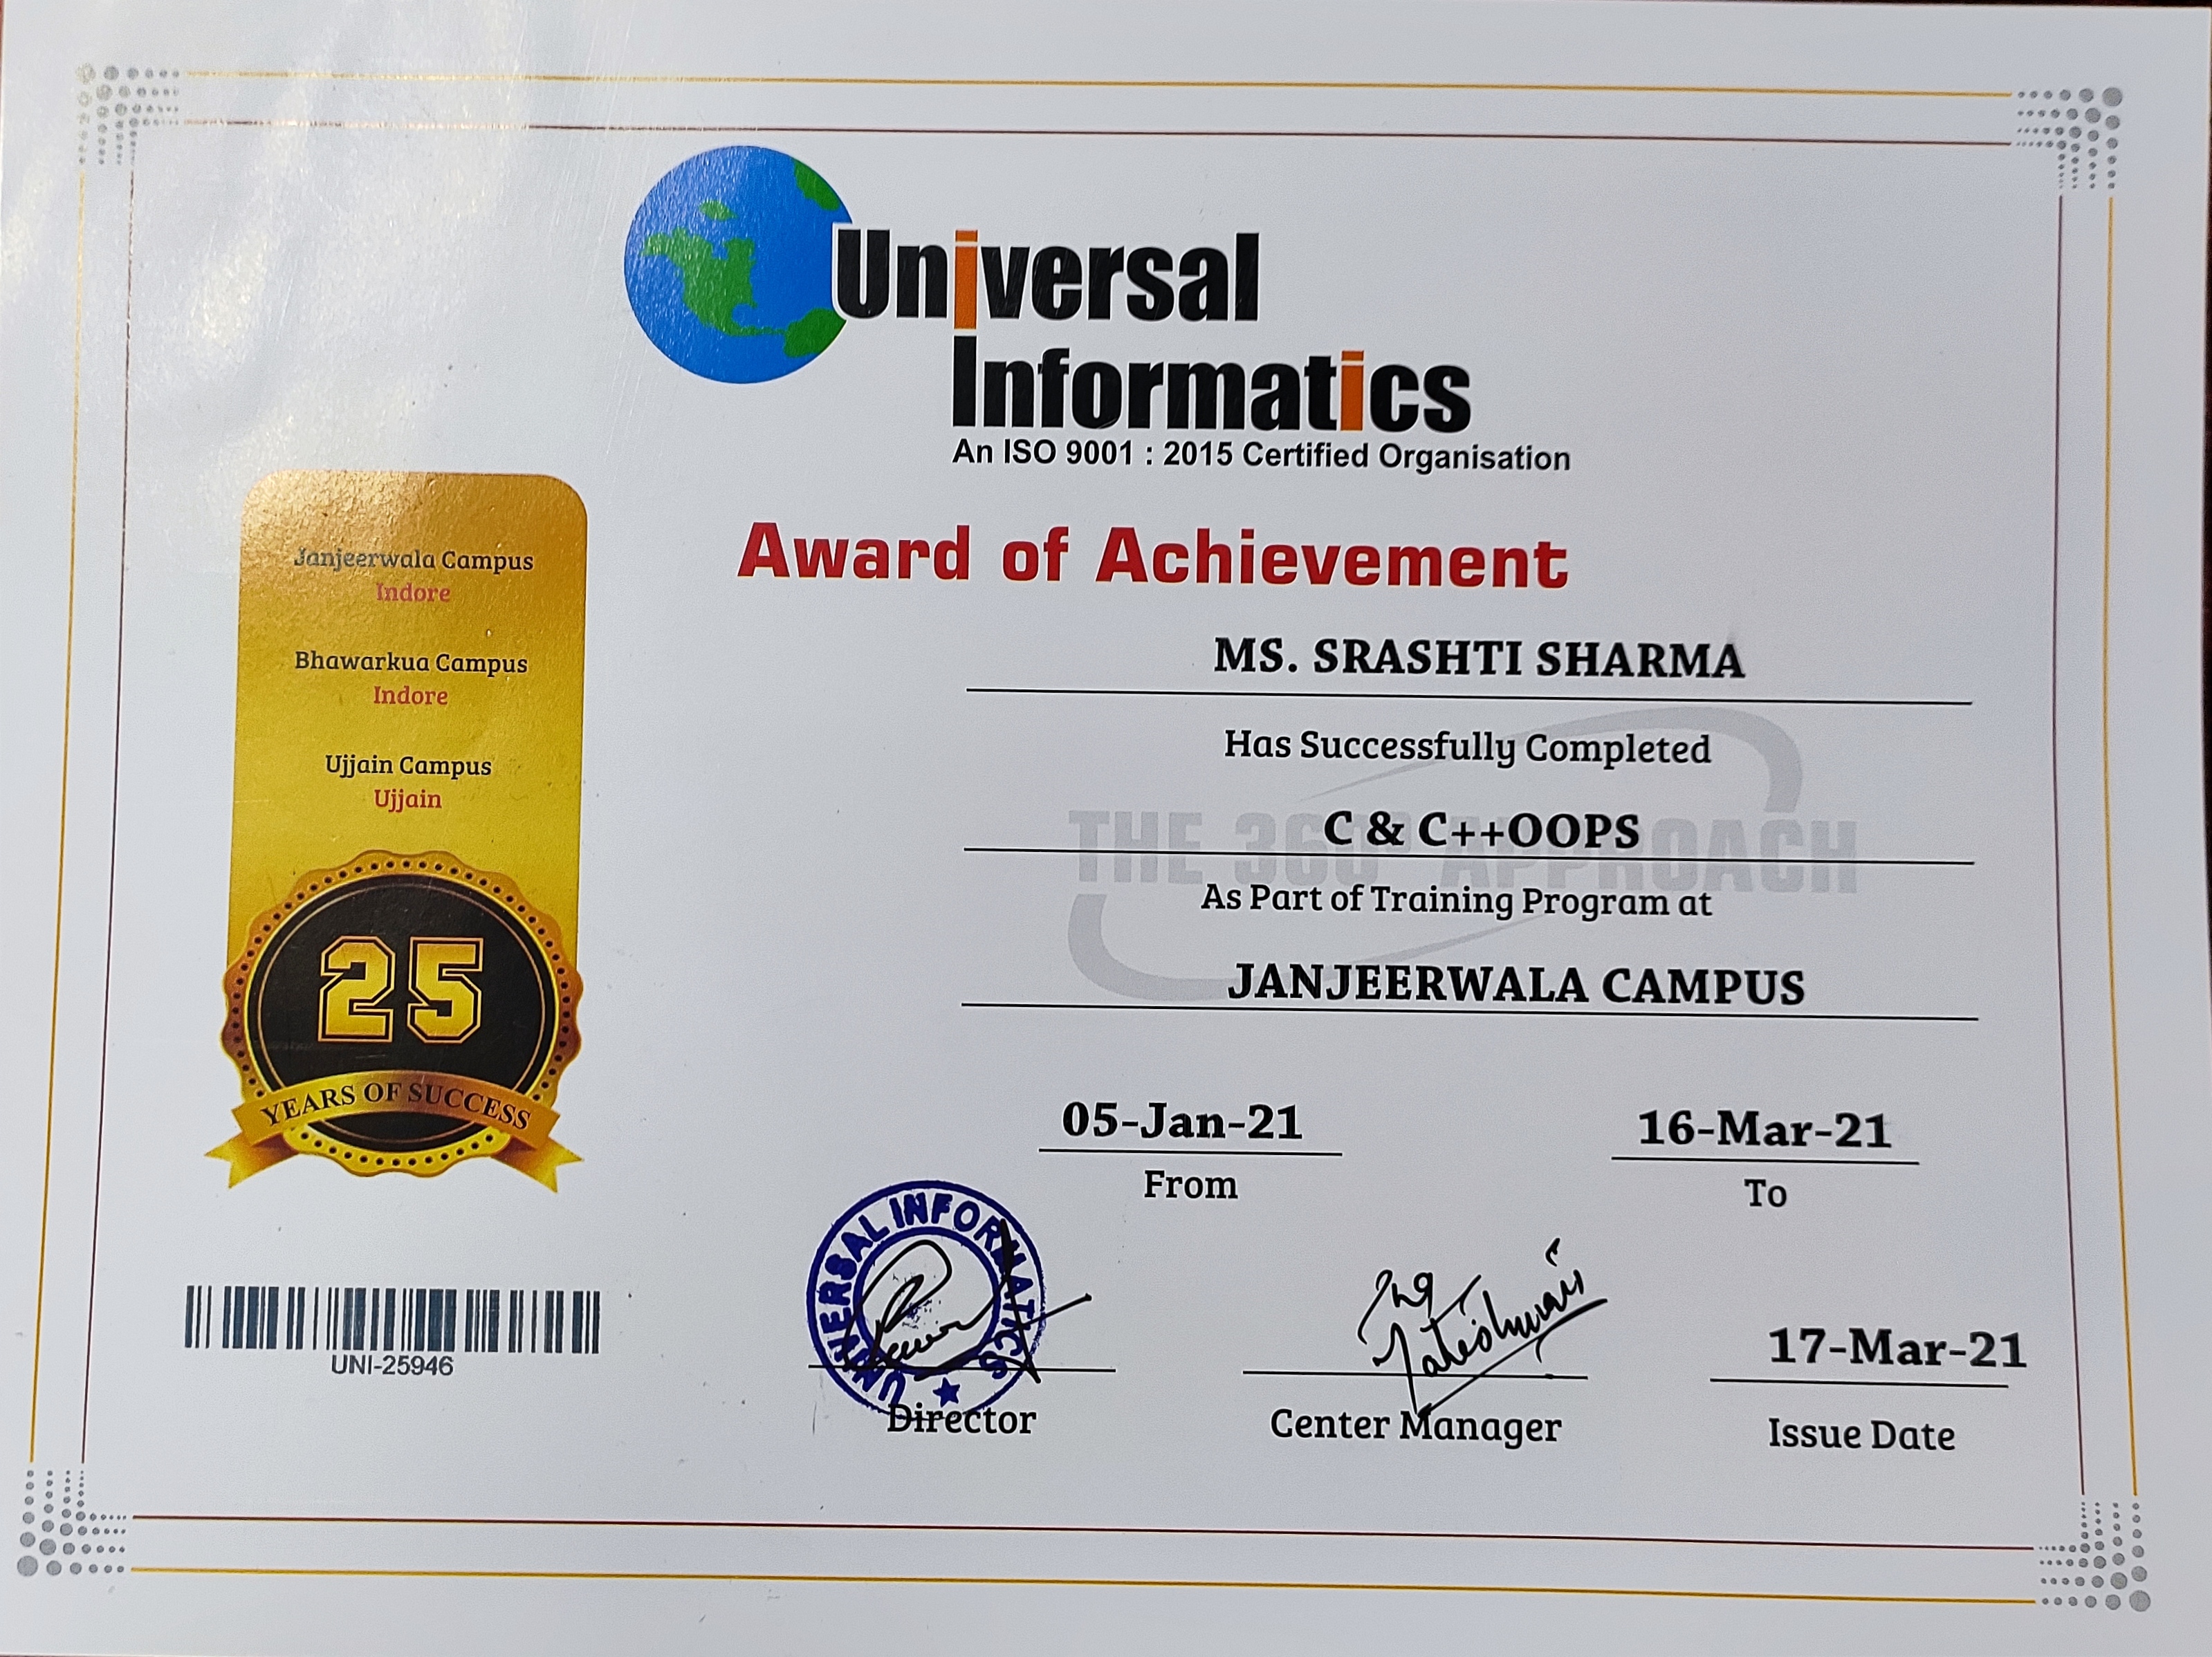 Universal
Informatics
An ISO 9001 : 2015 Certified Organisation
Award of Achievement
Janjeerwala Campus
Indore
Bhawarkua Campus
Indore
Ujjain Campus
Ujjain
25
YEARS OF SUCCESS
MS. SRASHTI SHARMA
Has Successfully Completed
THE 360° APPROACH
C & C++OOPS
As Part of Training Program at
JANJEERWALA CAMPUS
05-Jan-21
From
16-Mar-21
To
UNIVERSAL INFORMATICS
Director
Center Manager
17-Mar-21
Issue Date
UNI-25946